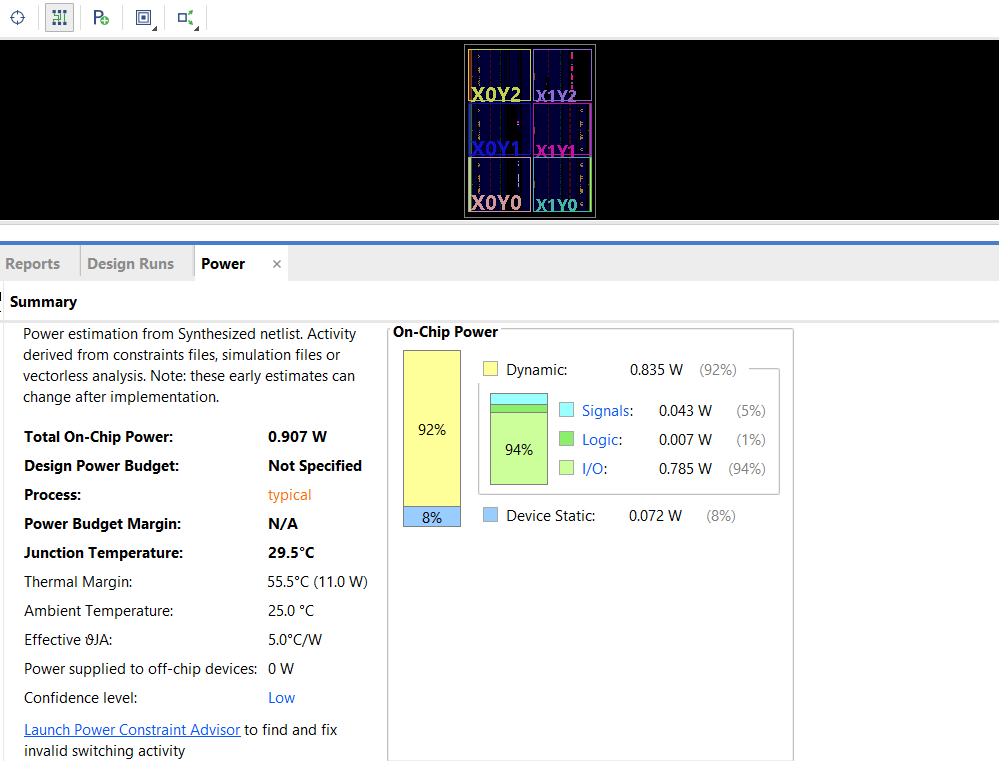 X0Y2 X1Y2
X0Y1 X1Y1
X0Y0 X1Y0
Reports Design Runs Power ×
Summary
Power estimation from Synthesized netlist. Activity
derived from constraints files, simulation files or
vectorless analysis. Note: these early estimates can
change after implementation.
Total On-Chip Power: 0.907 W
Design Power Budget: Not Specified
Process: typical
Power Budget Margin: N/A
Junction Temperature: 29.5°C
Thermal Margin: 55.5°C (11.0 W)
Ambient Temperature: 25.0 °C
Effective ϑJA: 5.0°C/W
Power supplied to off-chip devices: 0 W
Confidence level: Low
Launch Power Constraint Advisor to find and fix
invalid switching activity
On-Chip Power
92%
8%
Dynamic: 0.835 W (92%)
94%
Signals: 0.043 W (5%)
Logic: 0.007 W (1%)
I/O: 0.785 W (94%)
Device Static: 0.072 W (8%)